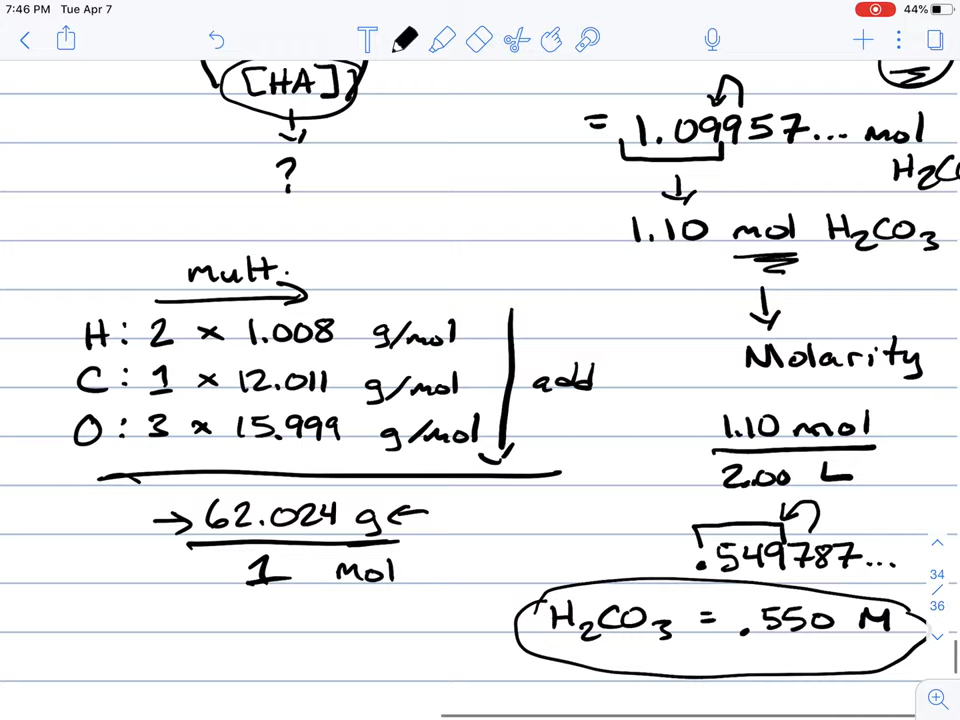 7:46 PM Tue Apr 7
44%
T
[HA]
?
= 1.09957... mol
1.10 mol H₂CO₃
Molarity
1.10 mol
2.00 L
.549787...
H₂CO₃ = .550 M
mult.
H: 2 × 1.008 g/mol
C: 1 × 12.011 g/mol
O: 3 × 15.999 g/mol
add
→ 62.024 g ←
1 mol
34
/
36